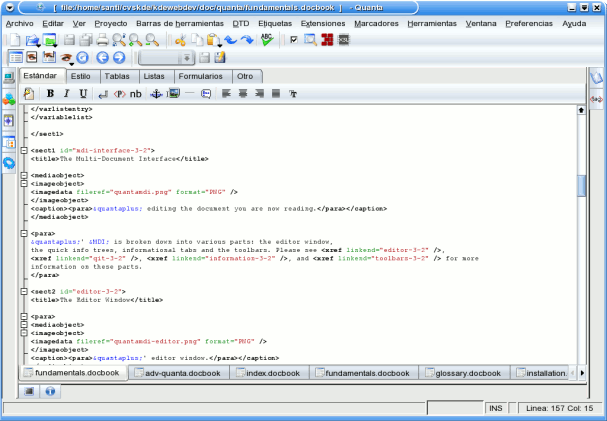 [ file:/home/santi/cvskde/kdewebdev/doc/quanta/fundamentals.docbook ] - Quanta
Archivo Editar Ver Proyecto Barras de herramientas DTD Etiquetas Extensiones Marcadores Herramientas Ventana Preferencias Ayuda
Estándar Estilo Tablas Listas Formularios Otro
B I U nb
</varlistentry>
</variablelist>
</sect1>
<sect1 id="mdi-interface-3-2">
<title>The Multi-Document Interface</title>
<mediaobject>
<imageobject>
<imagedata fileref="quantamdi.png" format="PNG" />
</imageobject>
<caption><para>&quantaplus; editing the document you are now reading.</para></caption>
</mediaobject>
<para>
&quantaplus;' &MDI; is broken down into various parts: the editor window,
the quick info trees, informational tabs and the toolbars. Please see <xref linkend="editor-3-2" />,
<xref linkend="qit-3-2" />, <xref linkend="information-3-2" />, and <xref linkend="toolbars-3-2" /> for more
information on these parts.
</para>
<sect2 id="editor-3-2">
<title>The Editor Window</title>
<para>
<mediaobject>
<imageobject>
<imagedata fileref="quantamdi-editor.png" format="PNG" />
</imageobject>
<caption><para>&quantaplus;' editor window.</para></caption>
fundamentals.docbook adv-quanta.docbook index.docbook fundamentals.docbook glossary.docbook installation.
INS Línea: 157 Col: 15